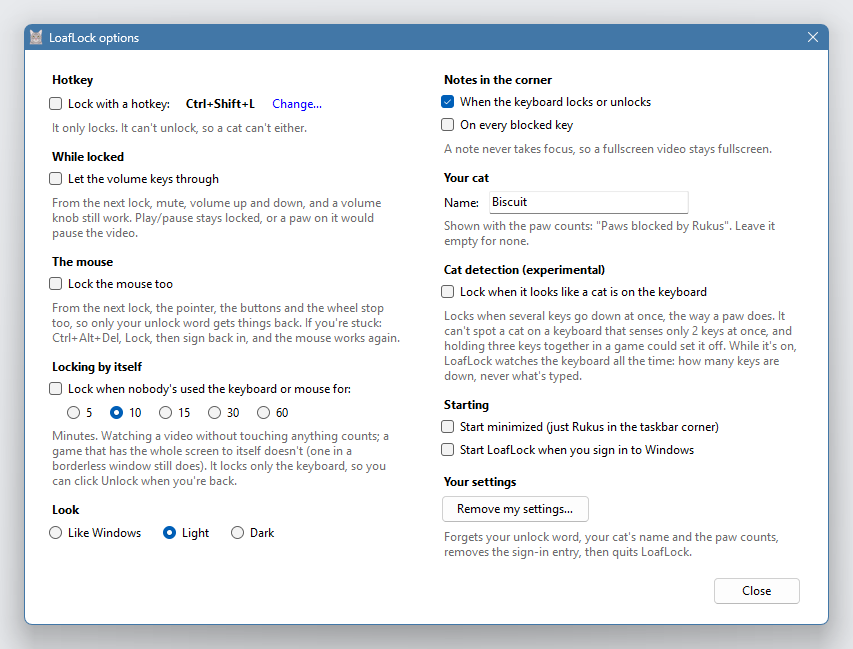 LoafLock options
Hotkey
Lock with a hotkey: Ctrl+Shift+L Change...
It only locks. It can't unlock, so a cat can't either.
While locked
Let the volume keys through
From the next lock, mute, volume up and down, and a volume
knob still work. Play/pause stays locked, or a paw on it would
pause the video.
The mouse
Lock the mouse too
From the next lock, the pointer, the buttons and the wheel stop
too, so only your unlock word gets things back. If you're stuck:
Ctrl+Alt+Del, Lock, then sign back in, and the mouse works again.
Locking by itself
Lock when nobody's used the keyboard or mouse for:
5 10 15 30 60
Minutes. Watching a video without touching anything counts; a
game that has the whole screen to itself doesn't (one in a
borderless window still does). It locks only the keyboard, so you
can click Unlock when you're back.
Look
Like Windows Light Dark
Notes in the corner
When the keyboard locks or unlocks
On every blocked key
A note never takes focus, so a fullscreen video stays fullscreen.
Your cat
Name: Biscuit
Shown with the paw counts: "Paws blocked by Rukus". Leave it
empty for none.
Cat detection (experimental)
Lock when it looks like a cat is on the keyboard
Locks when several keys go down at once, the way a paw does. It
can't spot a cat on a keyboard that senses only 2 keys at once, and
holding three keys together in a game could set it off. While it's on,
LoafLock watches the keyboard all the time: how many keys are
down, never what's typed.
Starting
Start minimized (just Rukus in the taskbar corner)
Start LoafLock when you sign in to Windows
Your settings
Remove my settings...
Forgets your unlock word, your cat's name and the paw counts,
removes the sign-in entry, then quits LoafLock.
Close